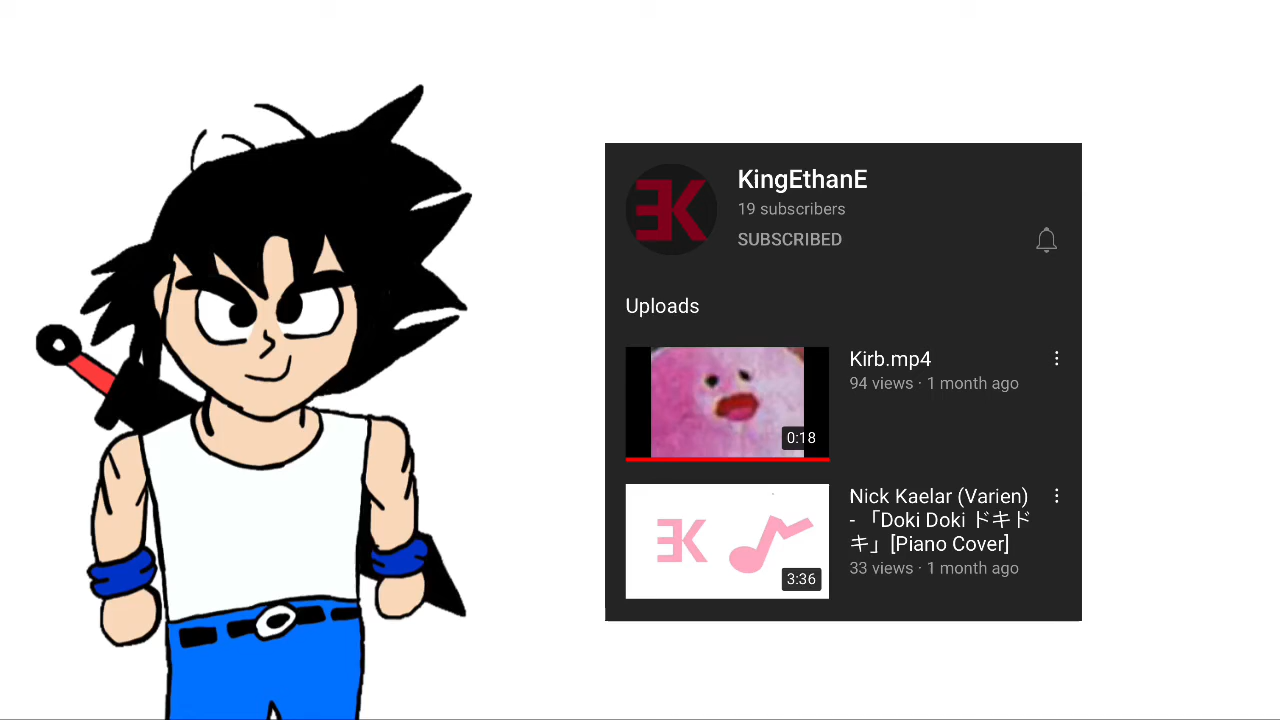 KingEthanE
19 subscribers
SUBSCRIBED
Uploads
Kirb.mp4
94 views · 1 month ago
0:18
Nick Kaelar (Varien)
- 「Doki Doki ドキド
キ」[Piano Cover]
33 views · 1 month ago
3:36